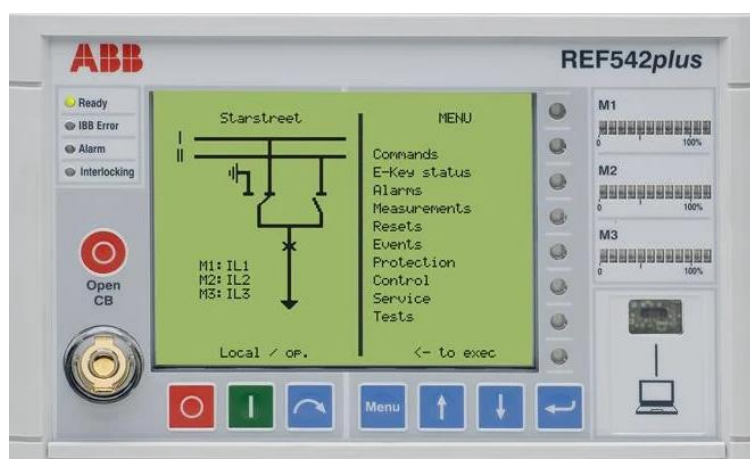 ABB
REF542plus
Ready
IBB Error
Alarm
Interlocking
Open
CB
Starstreet
I
II
M1: IL1
M2: IL2
M3: IL3
Local / op.
MENU
Commands
E-Key status
Alarms
Measurements
Resets
Events
Protection
Control
Service
Tests
<- to exec
M1
0 100%
M2
0 100%
M3
0 100%
Menu